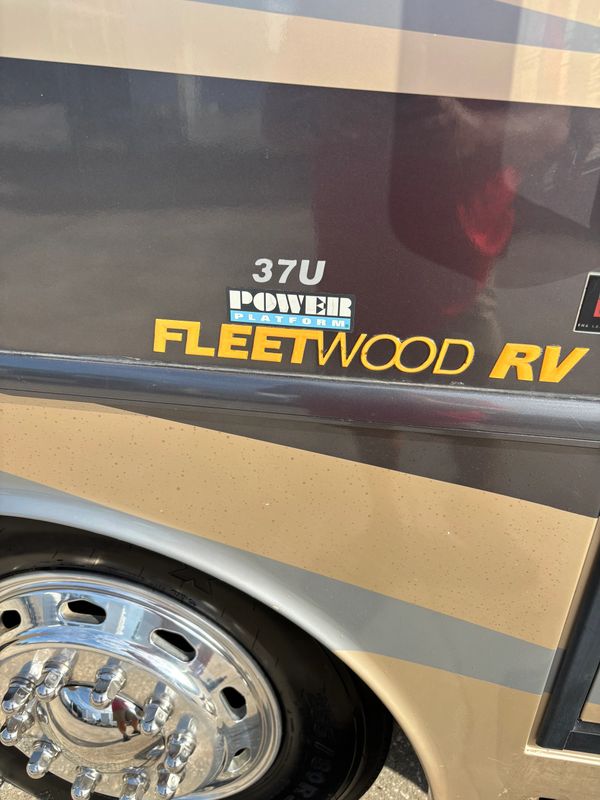 37U
POWER
PLATFORM
FLEETWOOD RV